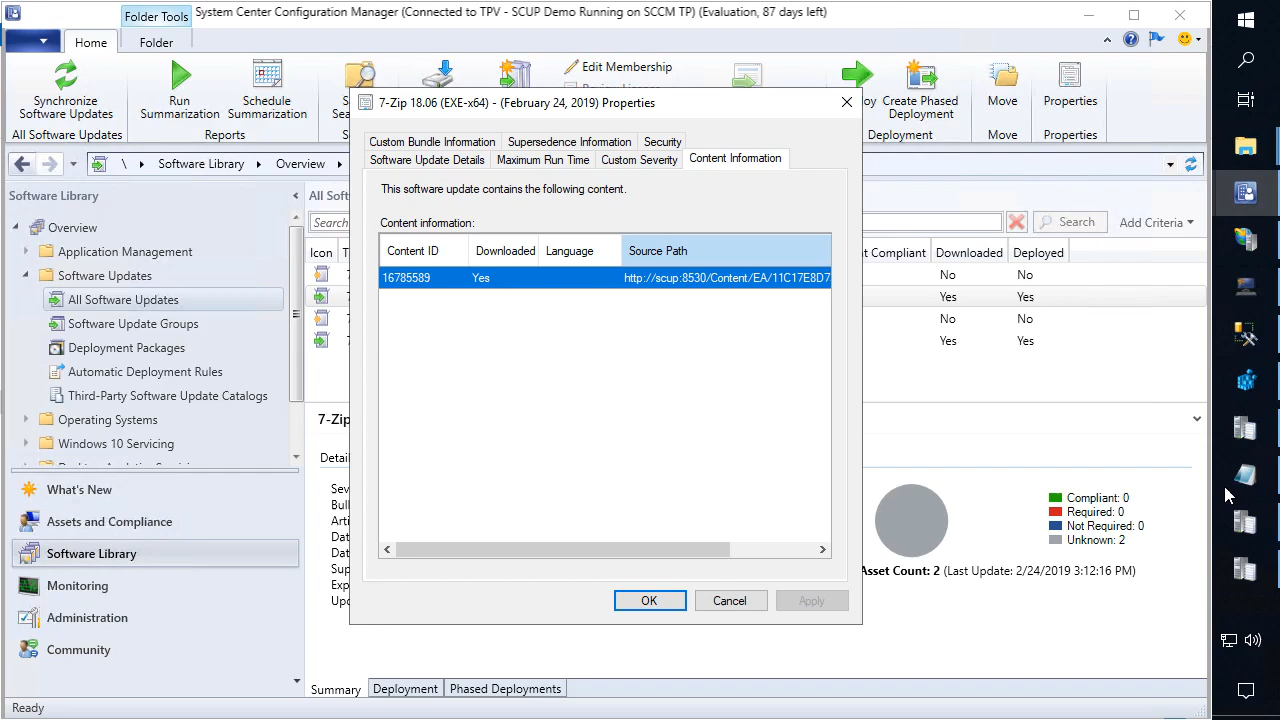 System Center Configuration Manager (Connected to TPV - SCUP Demo Running on SCCM TP) (Evaluation, 87 days left)
Folder Tools
Home
Folder
Synchronize
Software Updates
Run
Summarization
Schedule
Summarization
Edit Membership
Create Phased
Deployment
Move
Properties
All Software Updates
Reports
Deployment
Move
Properties
\
Software Library
Overview
Software Library
Overview
Application Management
Software Updates
All Software Updates
Software Update Groups
Deployment Packages
Automatic Deployment Rules
Third-Party Software Update Catalogs
Operating Systems
Windows 10 Servicing
What's New
Assets and Compliance
Software Library
Monitoring
Administration
Community
Ready
Search
Search
Add Criteria
Icon
Compliant
Downloaded
Deployed
No
No
Yes
Yes
No
No
Yes
Yes
7-Zip 18.06 (EXE-x64) - (February 24, 2019) Properties
Custom Bundle Information
Supersedence Information
Security
Software Update Details
Maximum Run Time
Custom Severity
Content Information
This software update contains the following content.
Content information:
Content ID
Downloaded
Language
Source Path
16785589
Yes
http://scup:8530/Content/EA/11C17E8D7
OK
Cancel
Apply
7-Zip
Compliant: 0
Required: 0
Not Required: 0
Unknown: 2
Asset Count: 2 (Last Update: 2/24/2019 3:12:16 PM)
Summary
Deployment
Phased Deployments